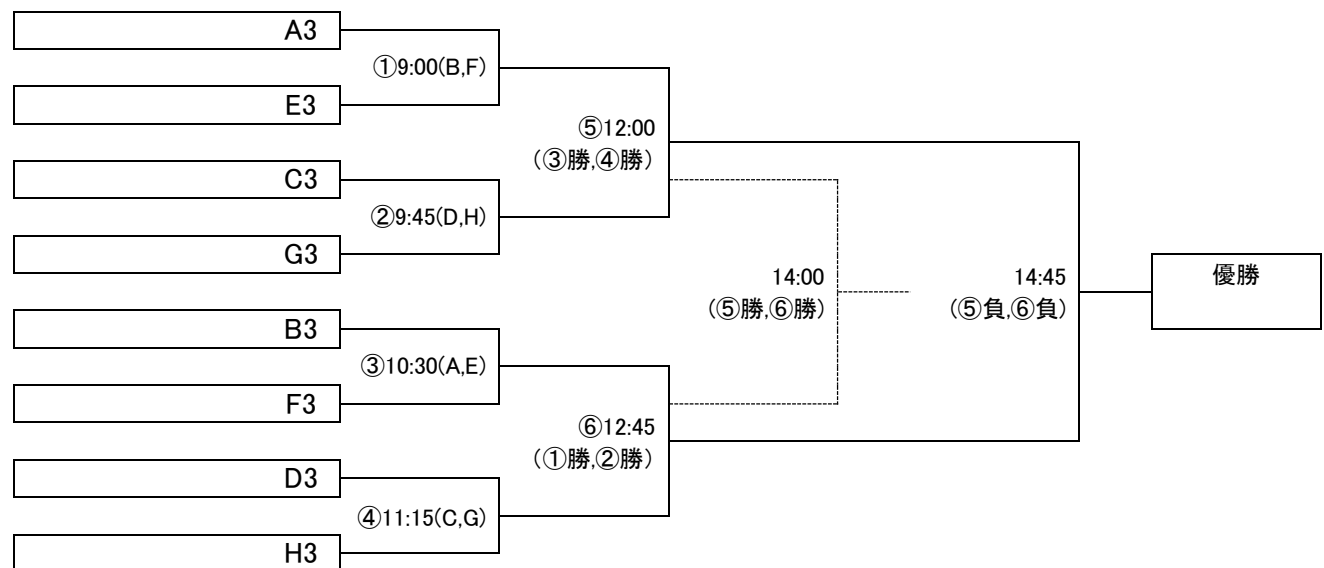 A3
①9:00(B,F)
E3
⑤12:00
(③勝,④勝)
C3
②9:45(D,H)
G3
14:00
(⑤勝,⑥勝)
14:45
(⑤負,⑥負)
優勝
B3
③10:30(A,E)
F3
⑥12:45
(①勝,②勝)
D3
④11:15(C,G)
H3